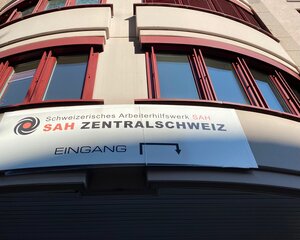 Schweizerisches Arbeiterhilfswerk SAH
SAH ZENTRALSCHWEIZ
EINGANG